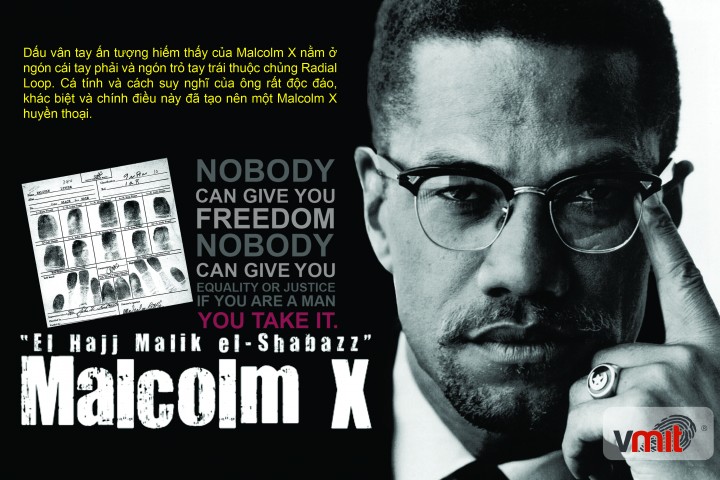 Dấu vân tay ấn tượng hiếm thấy của Malcolm X nằm ở
ngón cái tay phải và ngón trỏ tay trái thuộc chủng Radial
Loop. Cá tính và cách suy nghĩ của ông rất độc đáo,
khác biệt và chính điều này đã tạo nên một Malcolm X
huyền thoại.
NOBODY
CAN GIVE YOU
FREEDOM
NOBODY
CAN GIVE YOU
EQUALITY OR JUSTICE
IF YOU ARE A MAN
YOU TAKE IT.
"El Hajj Malik el-Shabazz"
Malcolm X
vmit ®